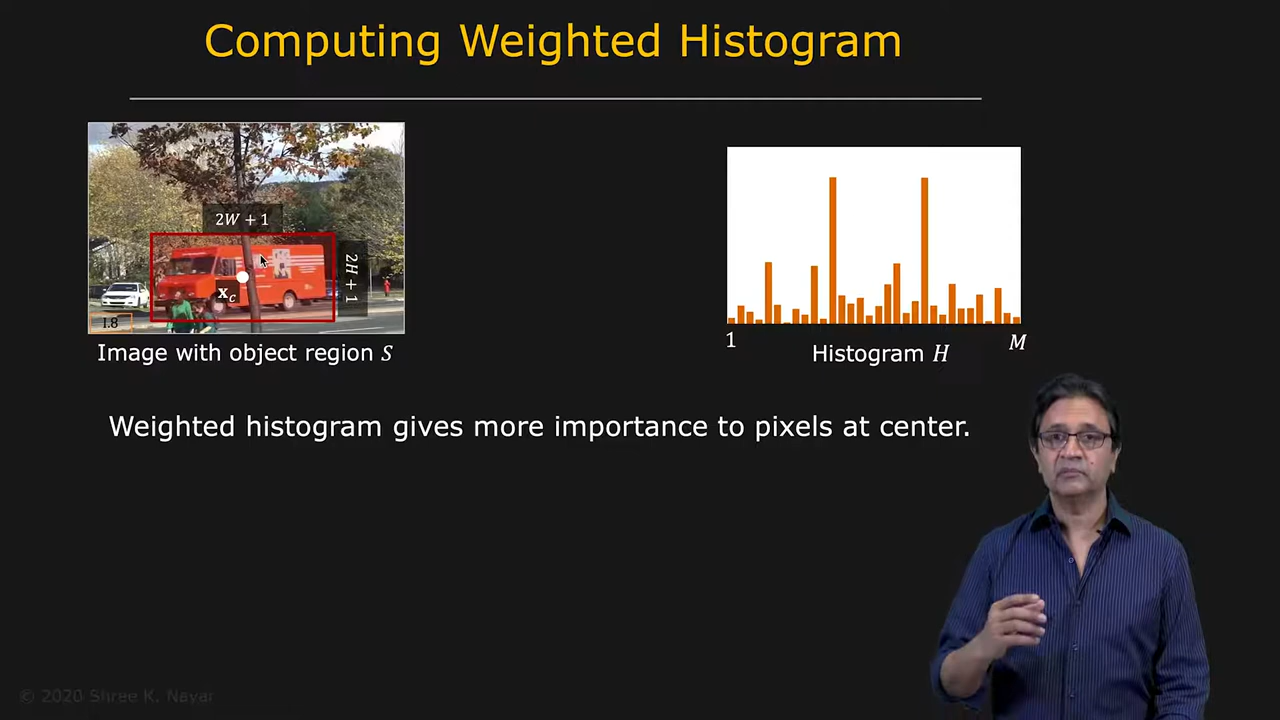 Computing Weighted Histogram
2W + 1
2H + 1
x_c
I.8
Image with object region S
1
M
Histogram H
Weighted histogram gives more importance to pixels at center.
© 2020 Shree K. Nayar